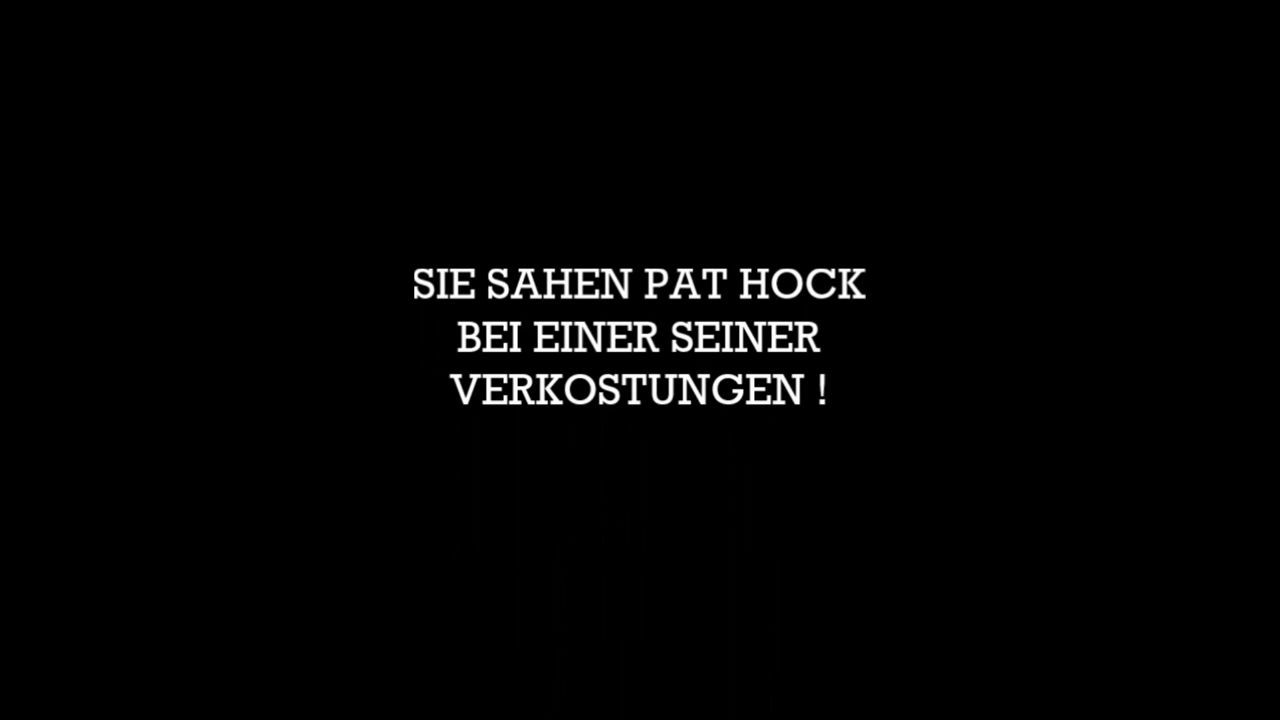 SIE SAHEN PAT HOCK
BEI EINER SEINER
VERKOSTUNGEN !